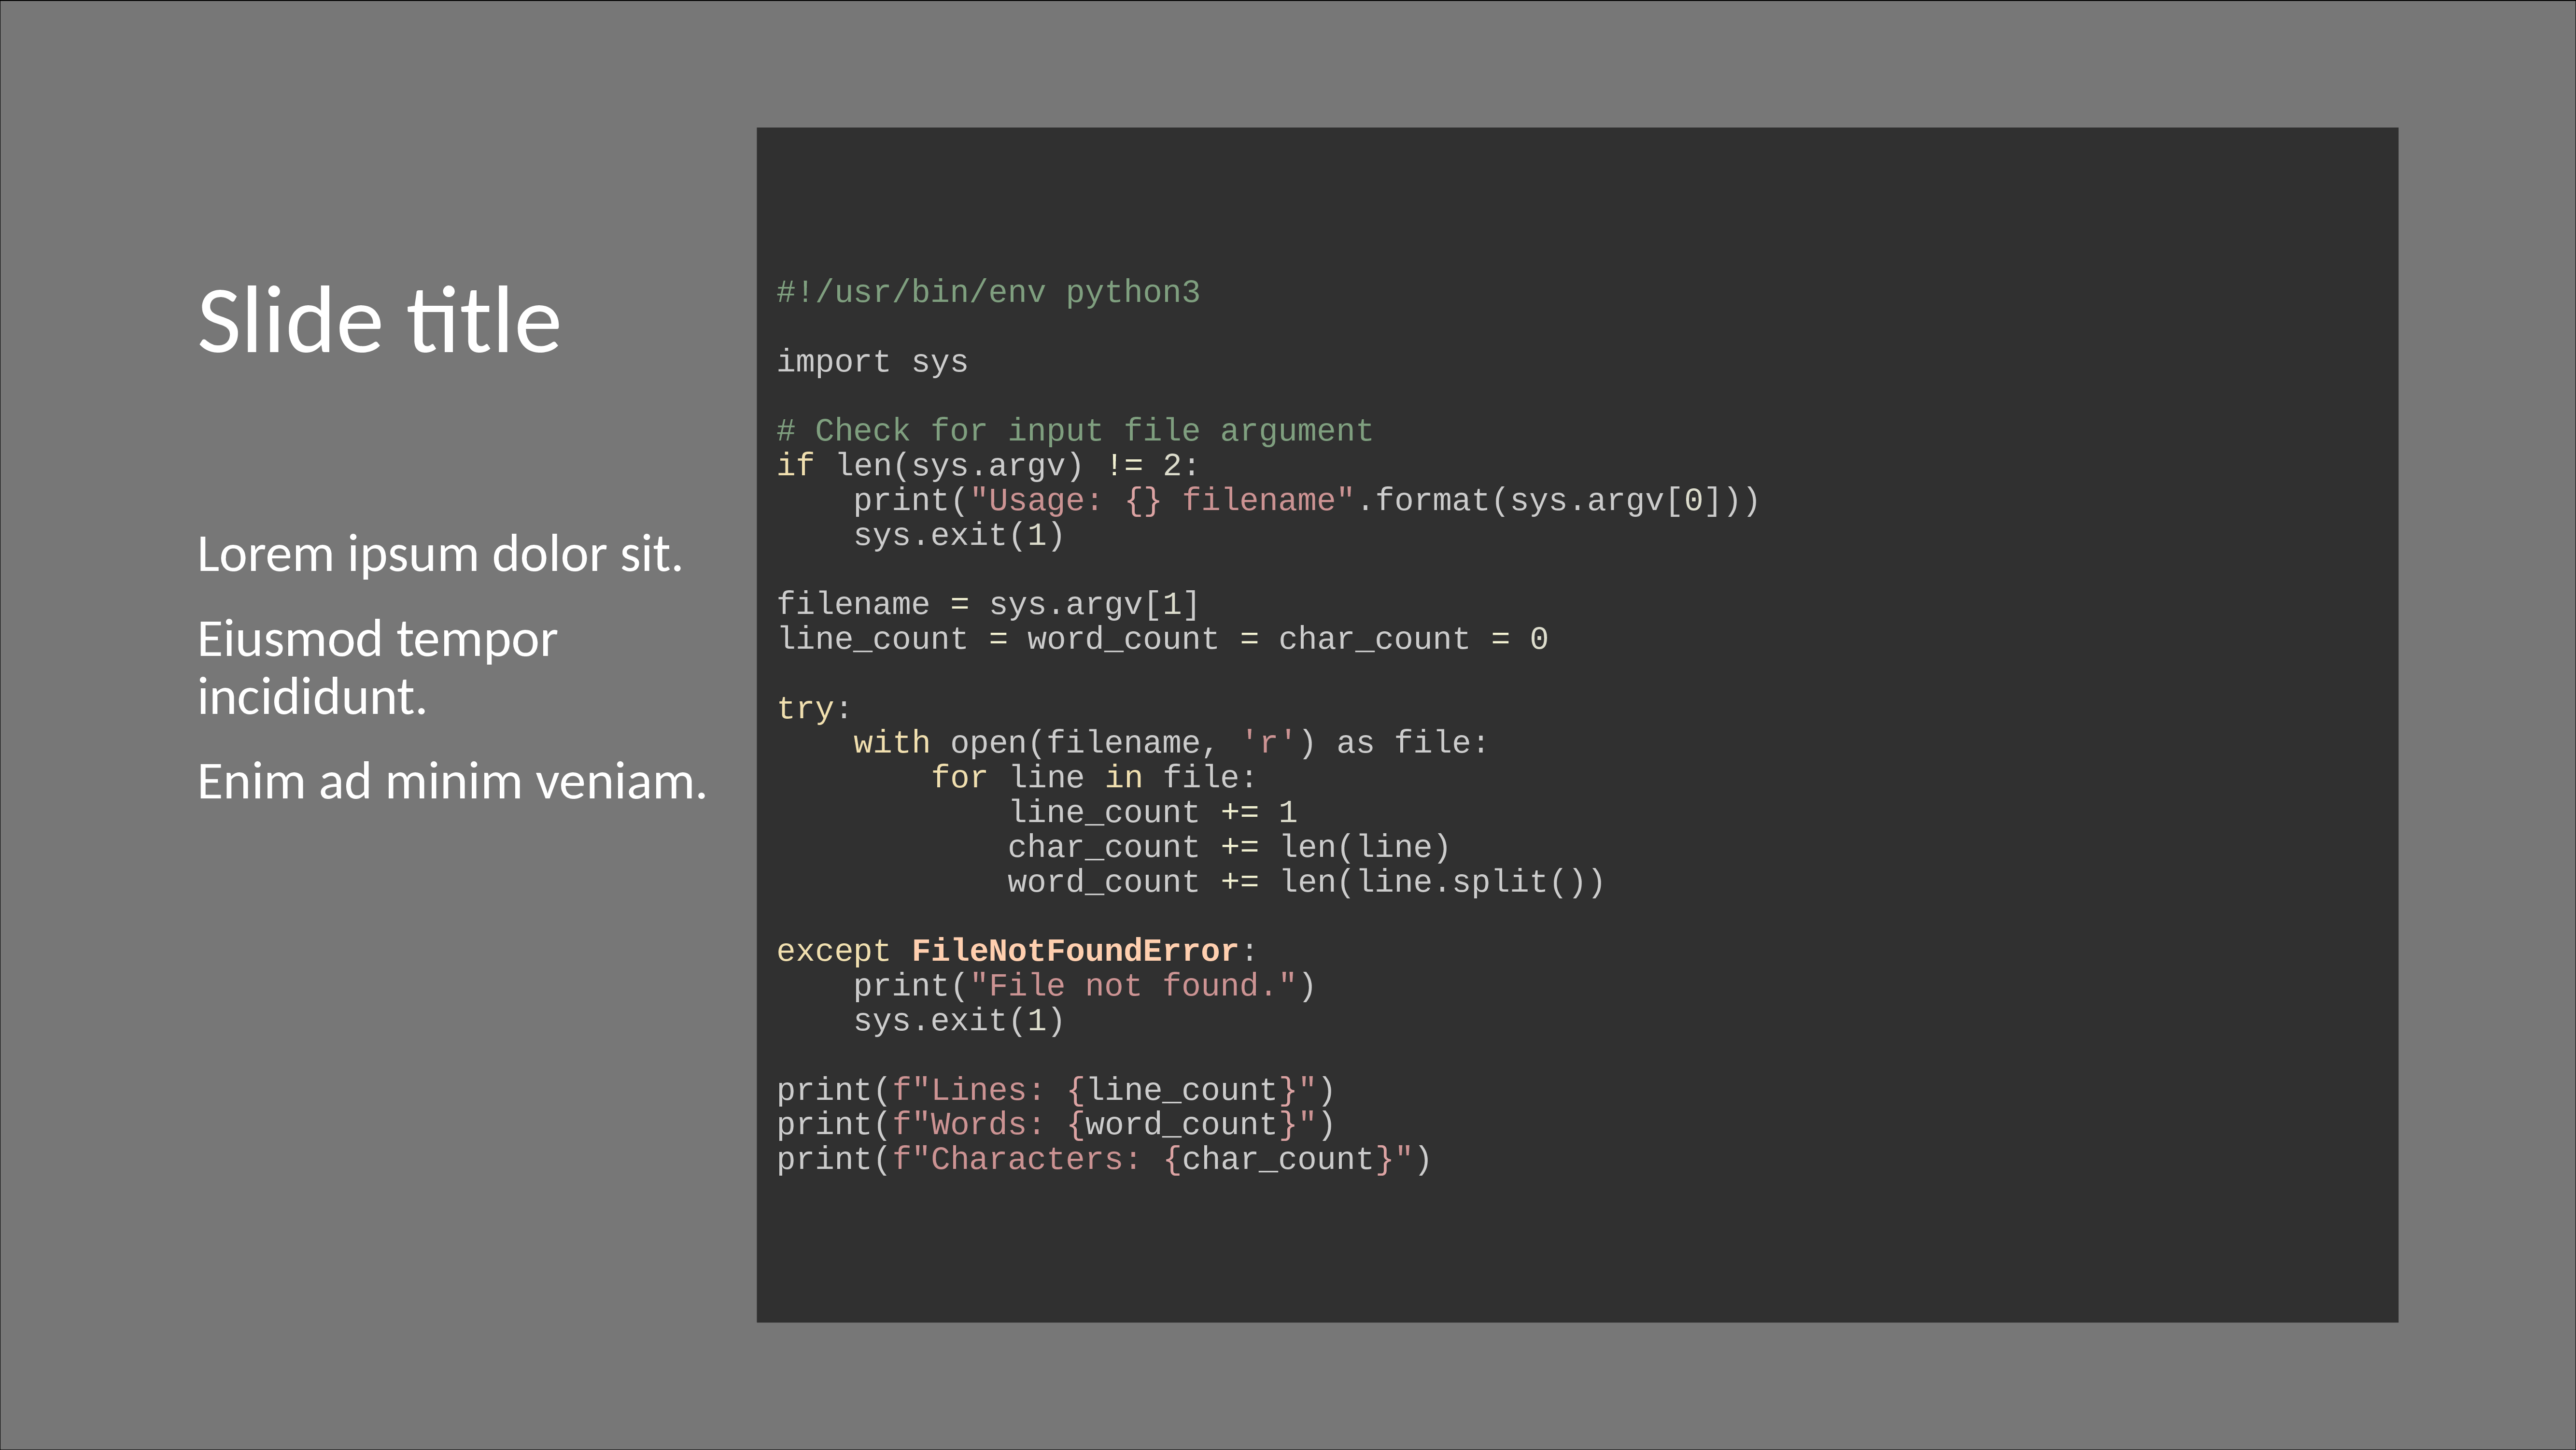 Slide title
Lorem ipsum dolor sit.
Eiusmod tempor
incididunt.
Enim ad minim veniam.
#!/usr/bin/env python3

import sys

# Check for input file argument
if len(sys.argv) != 2:
    print("Usage: {} filename".format(sys.argv[0]))
    sys.exit(1)

filename = sys.argv[1]
line_count = word_count = char_count = 0

try:
    with open(filename, 'r') as file:
        for line in file:
            line_count += 1
            char_count += len(line)
            word_count += len(line.split())

except FileNotFoundError:
    print("File not found.")
    sys.exit(1)

print(f"Lines: {line_count}")
print(f"Words: {word_count}")
print(f"Characters: {char_count}")